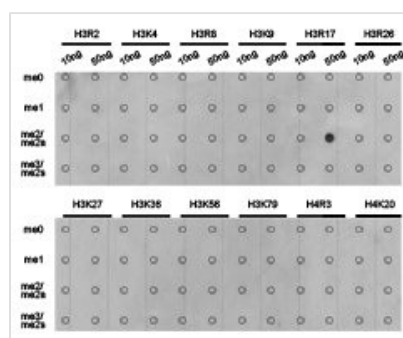 H3R2 H3K4 H3R8 H3K9 H3R17 H3R26
10ng 50ng 10ng 50ng 10ng 50ng 10ng 50ng 10ng 50ng 10ng 50ng
me0
me1
me2/
me2a
me3/
me2s
H3K27 H3K36 H3K56 H3K79 H4R3 H4K20
me0
me1
me2/
me2a
me3/
me2s